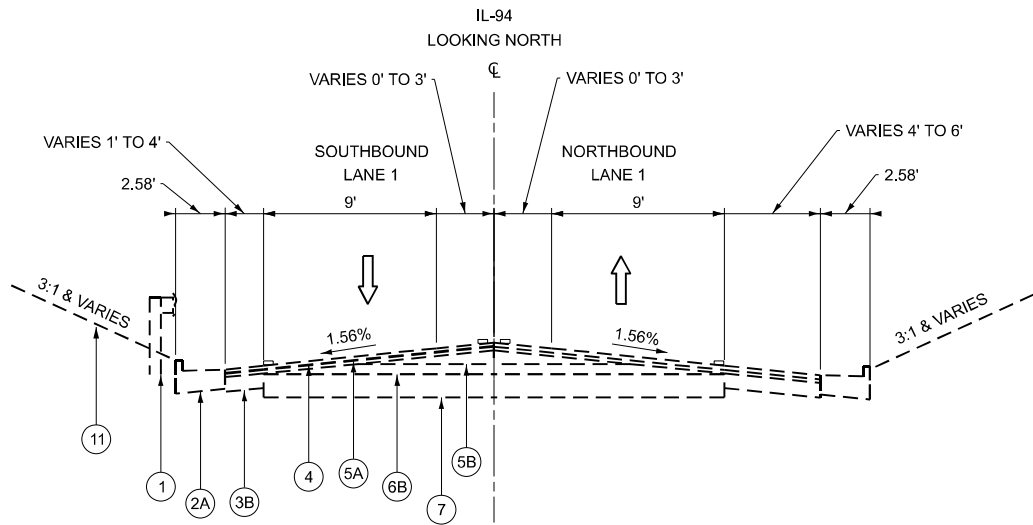 IL-94
LOOKING NORTH
℄
VARIES 0' TO 3'
VARIES 0' TO 3'
VARIES 1' TO 4'
VARIES 4' TO 6'
SOUTHBOUND
LANE 1
NORTHBOUND
LANE 1
2.58'
9'
9'
2.58'
3:1 & VARIES
3:1 & VARIES
1.56%
1.56%
11
1
2A
3B
4
5A
6B
5B
7